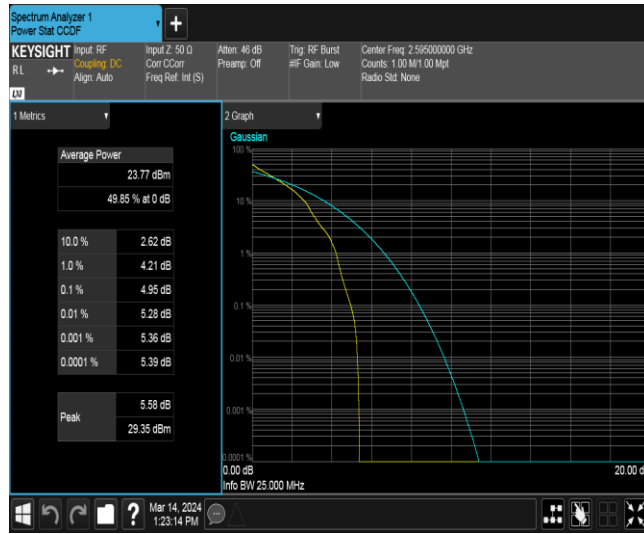 Spectrum Analyzer 1
Power Stat CCDF
+
KEYSIGHT
RL
LXI
Input: RF
Coupling: DC
Align: Auto
Input Z: 50 Ω
Corr CCorr
Freq Ref: Int (S)
Atten: 46 dB
Preamp: Off
Trig: RF Burst
#IF Gain: Low
Center Freq: 2.595000000 GHz
Counts: 1.00 M/1.00 Mpt
Radio Std: None
1 Metrics
Average Power
23.77 dBm
49.85 % at 0 dB
10.0 % 2.62 dB
1.0 % 4.21 dB
0.1 % 4.95 dB
0.01 % 5.28 dB
0.001 % 5.36 dB
0.0001 % 5.39 dB
Peak
5.58 dB
29.35 dBm
2 Graph
Gaussian
100 %
10 %
1 %
0.1 %
0.01 %
0.001 %
0.0001 %
0.00 dB
20.00 d
Info BW 25.000 MHz
?
Mar 14, 2024
1:23:14 PM